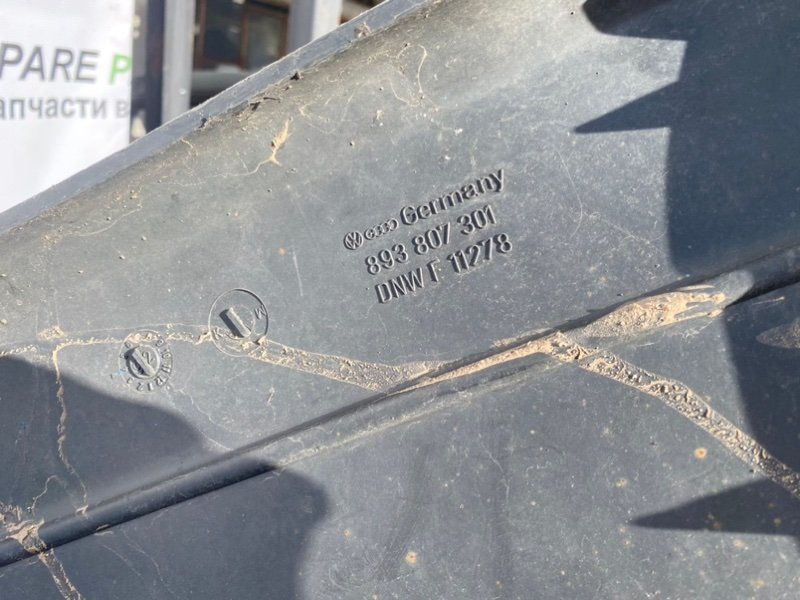 PARE P
апчасти в
Germany
893 807 301
DNW F 11278